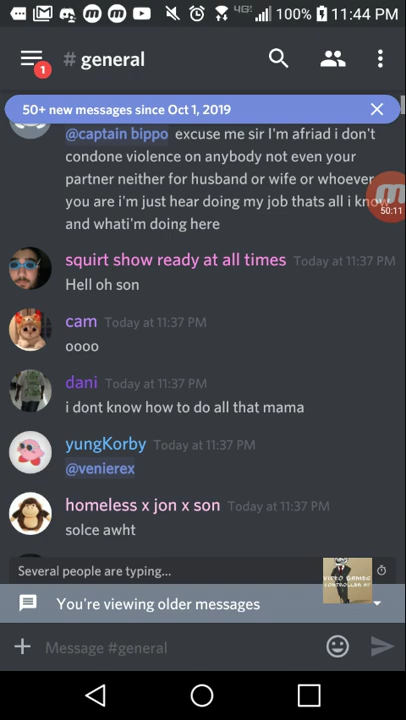 4G 100% 11:44 PM
1
# general
50+ new messages since Oct 1, 2019
@captain bippo excuse me sir I'm afriad i don't
condone violence on anybody not even your
partner neither for husband or wife or whoever
you are i'm just hear doing my job thats all i know
and whati'm doing here
50:11
squirt show ready at all times Today at 11:37 PM
Hell oh son
cam Today at 11:37 PM
oooo
dani Today at 11:37 PM
i dont know how to do all that mama
yungKorby Today at 11:37 PM
@venierex
homeless x jon x son Today at 11:37 PM
solce awht
Several people are typing...
VIDEO GAMES
You're viewing older messages
Message #general